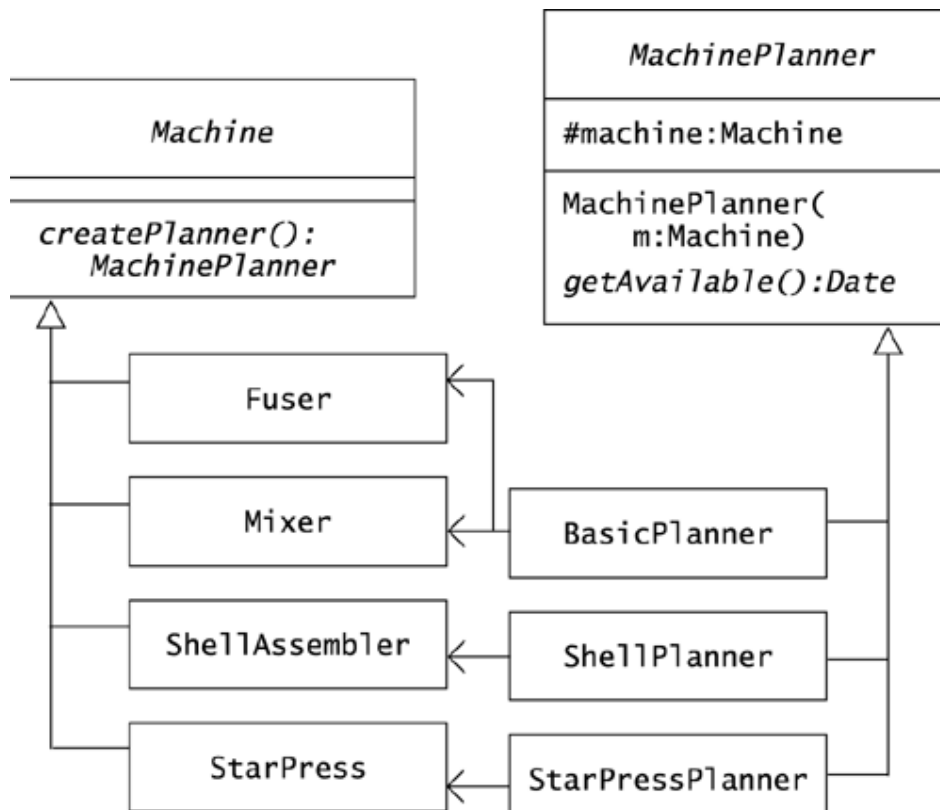 MachinePlanner
#machine:Machine
MachinePlanner(
m:Machine)
getAvailable():Date
Machine
createPlanner():
MachinePlanner
Fuser
Mixer
BasicPlanner
ShellAssembler
ShellPlanner
StarPress
StarPressPlanner